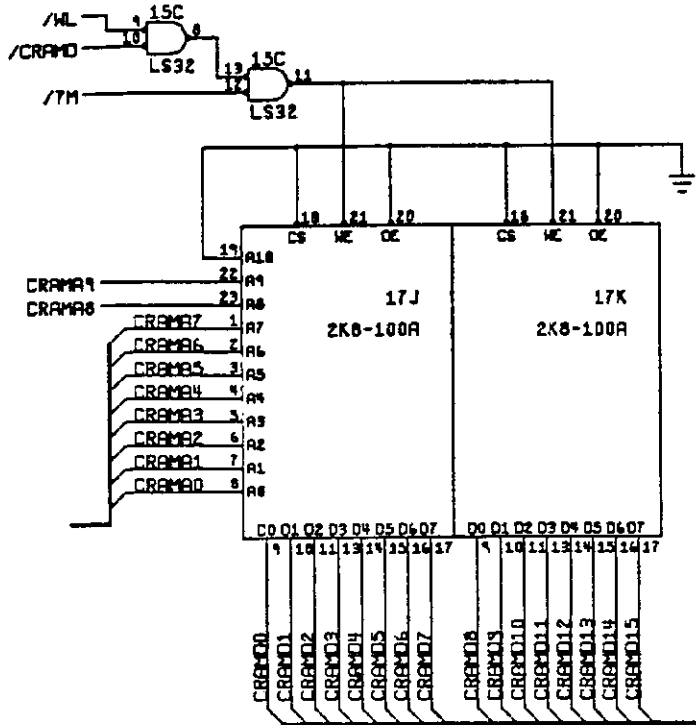 /WL 9 15C 8
/CRAMO 10 LS32
13 15C 11
/7M 12 LS32
18 21 20 18 21 20
CS WE OE CS WE OE
19 A10
CRAMA9 22 A9
CRAMA8 23 A8
17J 17K
CRAMA7 1 A7
2K8-100A 2K8-100A
CRAMA6 2 A6
CRAMA5 3 A5
CRAMA4 4 A4
CRAMA3 5 A3
CRAMA2 6 A2
CRAMA1 7 A1
CRAMA0 8 A0
D0 D1 D2 D3 D4 D5 D6 D7 D0 D1 D2 D3 D4 D5 D6 D7
9 10 11 13 14 15 16 17 9 10 11 13 14 15 16 17
CRAMD0
CRAMD1
CRAMD2
CRAMD3
CRAMD4
CRAMD5
CRAMD6
CRAMD7
CRAMD8
CRAMD9
CRAMD10
CRAMD11
CRAMD12
CRAMD13
CRAMD14
CRAMD15